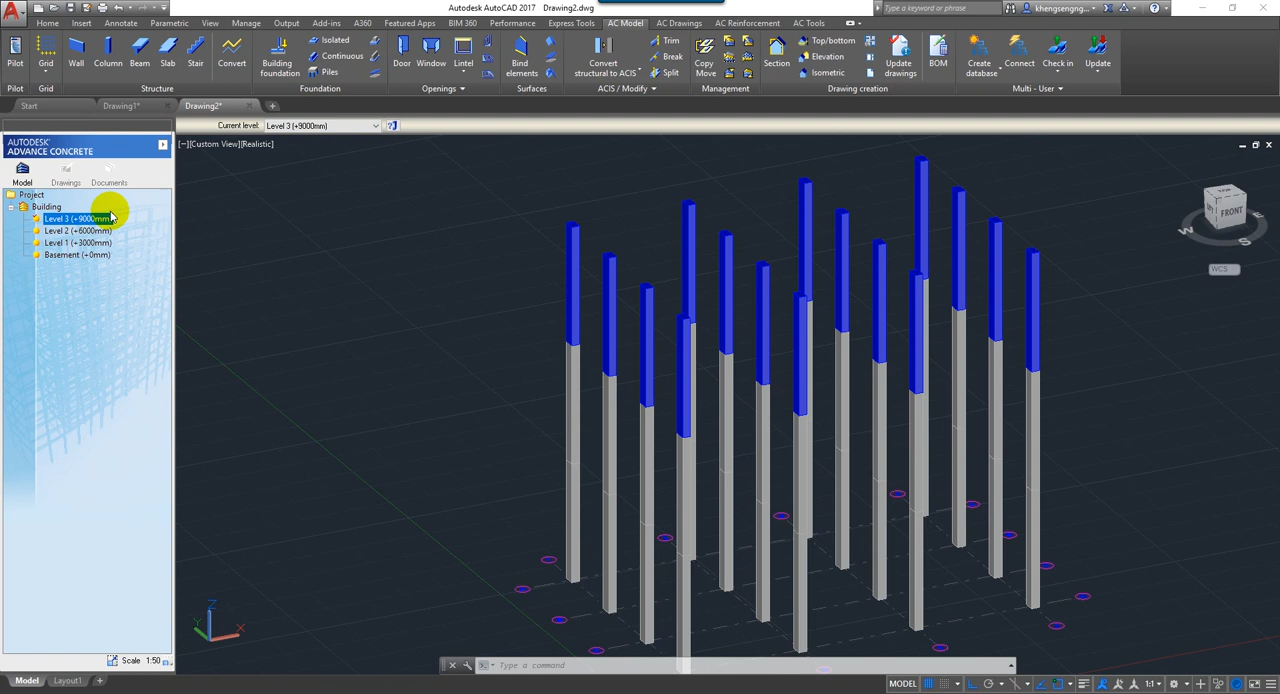 Autodesk AutoCAD 2017   Drawing2.dwg
Type a keyword or phrase
khengsengng...
Home Insert Annotate Parametric View Manage Output Add-ins A360 Featured Apps BIM 360 Performance Express Tools AC Model AC Drawings AC Reinforcement AC Tools
Pilot
Grid
Wall
Column
Beam
Slab
Stair
Convert
Building foundation
Isolated
Continuous
Piles
Door
Window
Lintel
Bind elements
Convert structural to ACIS
Trim
Break
Split
Copy Move
Section
Top/bottom
Elevation
Isometric
Update drawings
BOM
Create database
Connect
Check in
Update
Pilot Grid Structure Foundation Openings Surfaces ACIS / Modify Management Drawing creation Multi - User
Start Drawing1* Drawing2*
Current level: Level 3 (+9000mm)
AUTODESK'
ADVANCE CONCRETE
Model Drawings Documents
Project
Building
Level 3 (+9000mm)
Level 2 (+6000mm)
Level 1 (+3000mm)
Basement (+0mm)
[−][Custom View][Realistic]
FRONT
W
S
WCS
Z
Y
X
Scale 1:50
Type a command
Model Layout1
MODEL
1:1